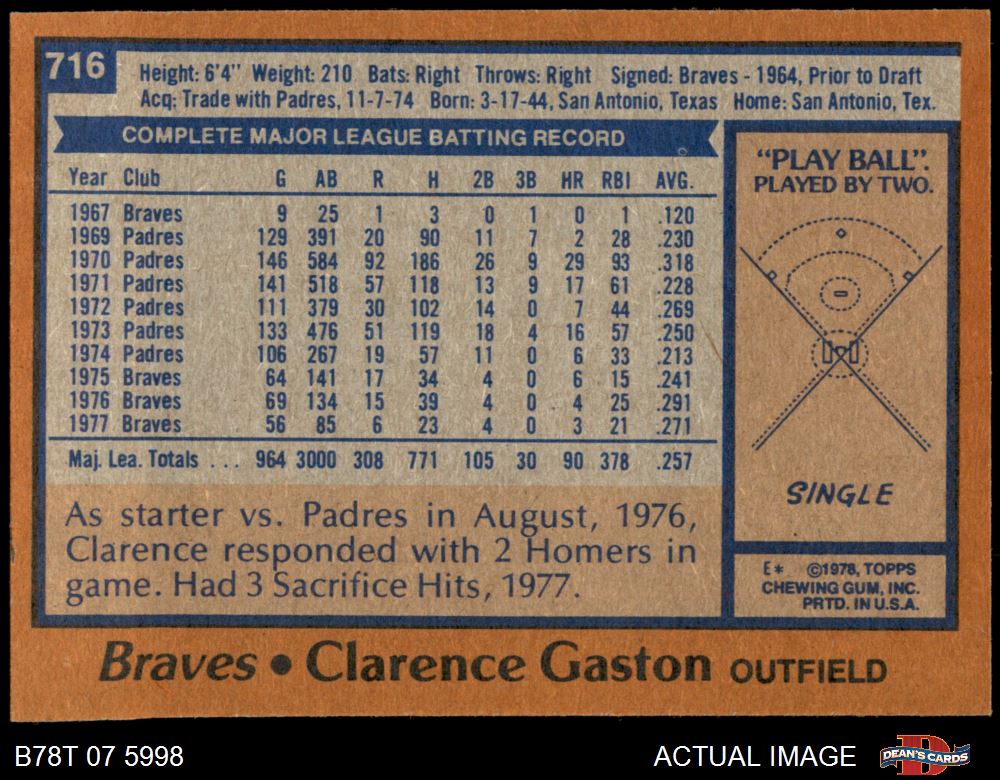 716
Height: 6'4" Weight: 210 Bats: Right Throws: Right Signed: Braves - 1964, Prior to Draft
Acq: Trade with Padres, 11-7-74 Born: 3-17-44, San Antonio, Texas Home: San Antonio, Tex.
COMPLETE MAJOR LEAGUE BATTING RECORD
Year Club G AB R H 2B 3B HR RBI AVG.
1967 Braves 9 25 1 3 0 1 0 1 .120
1969 Padres 129 391 20 90 11 7 2 28 .230
1970 Padres 146 584 92 186 26 9 29 93 .318
1971 Padres 141 518 57 118 13 9 17 61 .228
1972 Padres 111 379 30 102 14 0 7 44 .269
1973 Padres 133 476 51 119 18 4 16 57 .250
1974 Padres 106 267 19 57 11 0 6 33 .213
1975 Braves 64 141 17 34 4 0 6 15 .241
1976 Braves 69 134 15 39 4 0 4 25 .291
1977 Braves 56 85 6 23 4 0 3 21 .271
Maj. Lea. Totals . . . 964 3000 308 771 105 30 90 378 .257
As starter vs. Padres in August, 1976,
Clarence responded with 2 Homers in
game. Had 3 Sacrifice Hits, 1977.
"PLAY BALL".
PLAYED BY TWO.
SINGLE
E* ©1978, TOPPS
CHEWING GUM, INC.
PRTD. IN U.S.A.
Braves • Clarence Gaston OUTFIELD
B78T 07 5998
ACTUAL IMAGE
DEAN'S CARDS